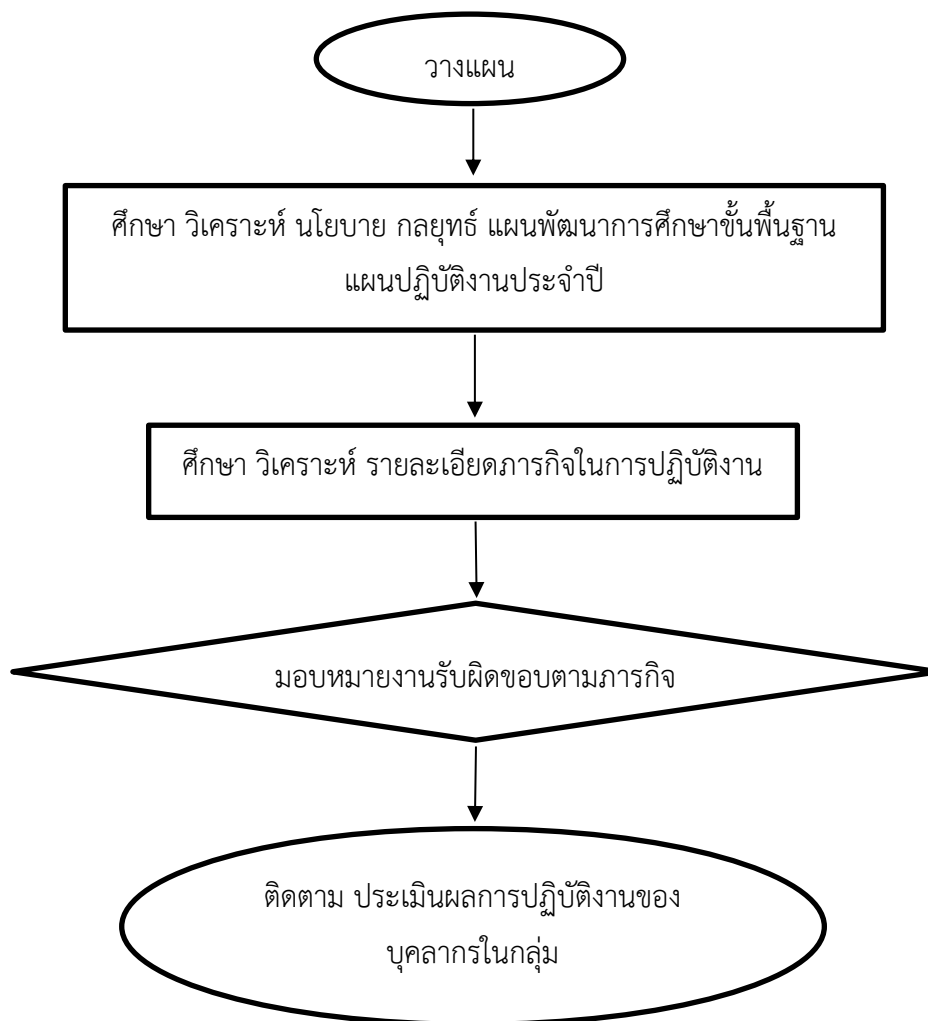 วางแผน
ศึกษา วิเคราะห์ นโยบาย กลยุทธ์ แผนพัฒนาการศึกษาขั้นพื้นฐาน
แผนปฏิบัติงานประจำปี
ศึกษา วิเคราะห์ รายละเอียดภารกิจในการปฏิบัติงาน
มอบหมายงานรับผิดขอบตามภารกิจ
ติดตาม ประเมินผลการปฏิบัติงานของ
บุคลากรในกลุ่ม